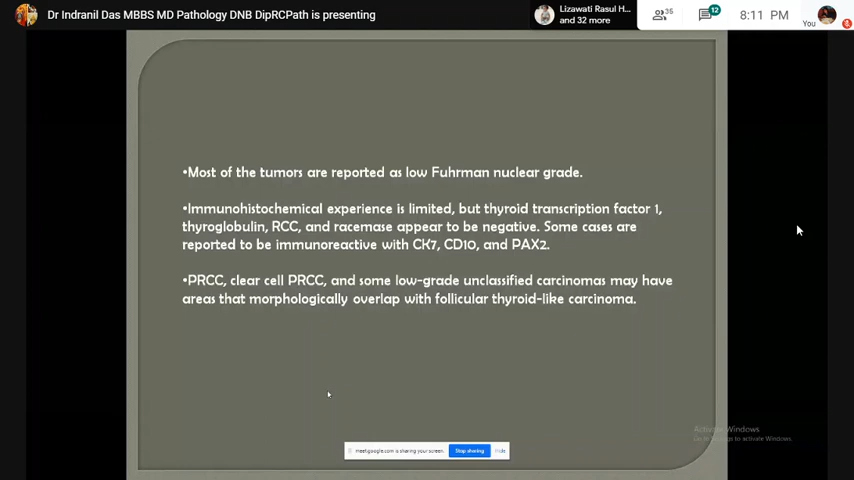 Dr Indranil Das MBBS MD Pathology DNB DipRCPath is presenting
Lizawati Rasul H...
and 32 more
35
12
8:11 PM
You
•Most of the tumors are reported as low Fuhrman nuclear grade.
•Immunohistochemical experience is limited, but thyroid transcription factor 1,
thyroglobulin, RCC, and racemase appear to be negative. Some cases are
reported to be immunoreactive with CK7, CD10, and PAX2.
•PRCC, clear cell PRCC, and some low-grade unclassified carcinomas may have
areas that morphologically overlap with follicular thyroid-like carcinoma.
Activate Windows
Go to Settings to activate Windows.
meet.google.com is sharing your screen.
Stop sharing
Hide